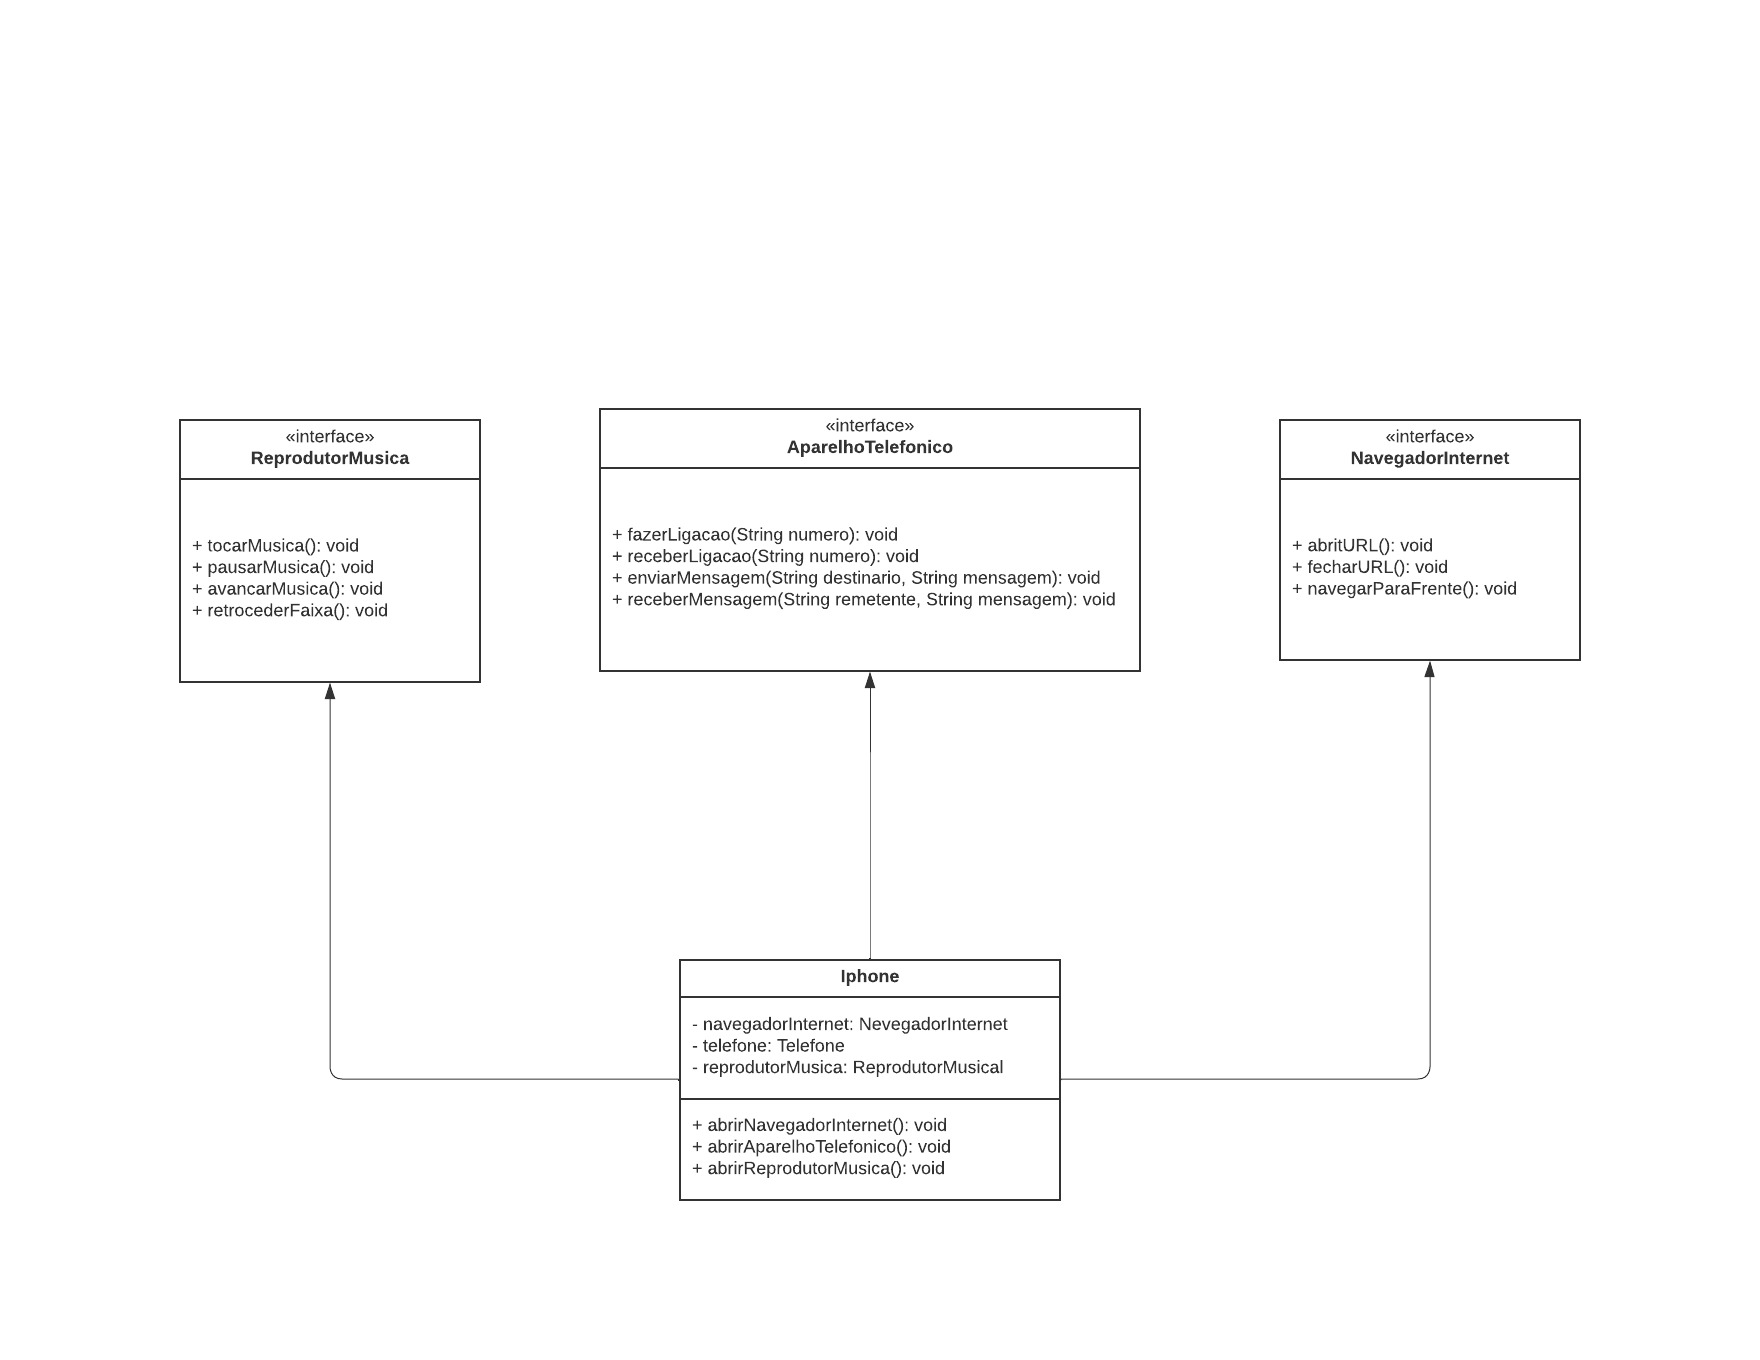 «interface»
ReprodutorMusica
+ tocarMusica(): void
+ pausarMusica(): void
+ avancarMusica(): void
+ retrocederFaixa(): void
«interface»
AparelhoTelefonico
+ fazerLigacao(String numero): void
+ receberLigacao(String numero): void
+ enviarMensagem(String destinario, String mensagem): void
+ receberMensagem(String remetente, String mensagem): void
«interface»
NavegadorInternet
+ abritURL(): void
+ fecharURL(): void
+ navegarParaFrente(): void
Iphone
- navegadorInternet: NevegadorInternet
- telefone: Telefone
- reprodutorMusica: ReprodutorMusical
+ abrirNavegadorInternet(): void
+ abrirAparelhoTelefonico(): void
+ abrirReprodutorMusica(): void